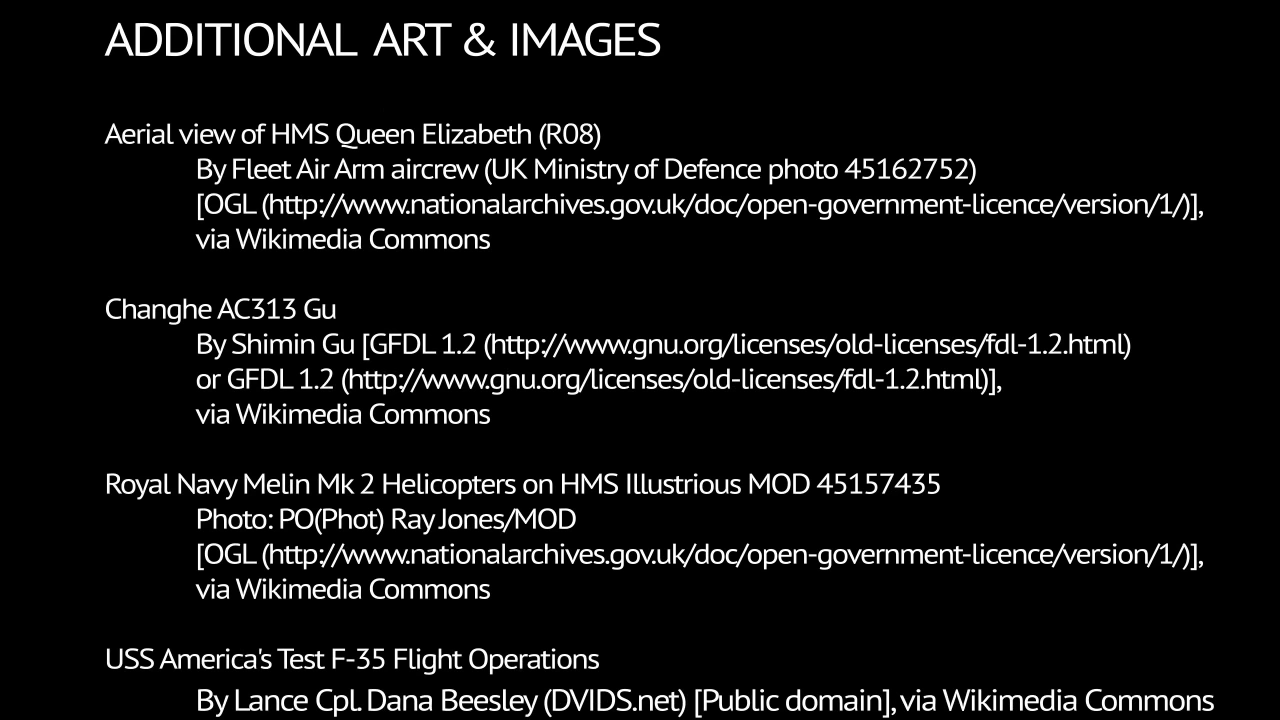 ADDITIONAL ART & IMAGES
Aerial view of HMS Queen Elizabeth (R08)
By Fleet Air Arm aircrew (UK Ministry of Defence photo 45162752)
[OGL (http://www.nationalarchives.gov.uk/doc/open-government-licence/version/1/)],
via Wikimedia Commons
Changhe AC313 Gu
By Shimin Gu [GFDL 1.2 (http://www.gnu.org/licenses/old-licenses/fdl-1.2.html)
or GFDL 1.2 (http://www.gnu.org/licenses/old-licenses/fdl-1.2.html)],
via Wikimedia Commons
Royal Navy Melin Mk 2 Helicopters on HMS Illustrious MOD 45157435
Photo: PO(Phot) Ray Jones/MOD
[OGL (http://www.nationalarchives.gov.uk/doc/open-government-licence/version/1/)],
via Wikimedia Commons
USS America's Test F-35 Flight Operations
By Lance Cpl. Dana Beesley (DVIDS.net) [Public domain], via Wikimedia Commons